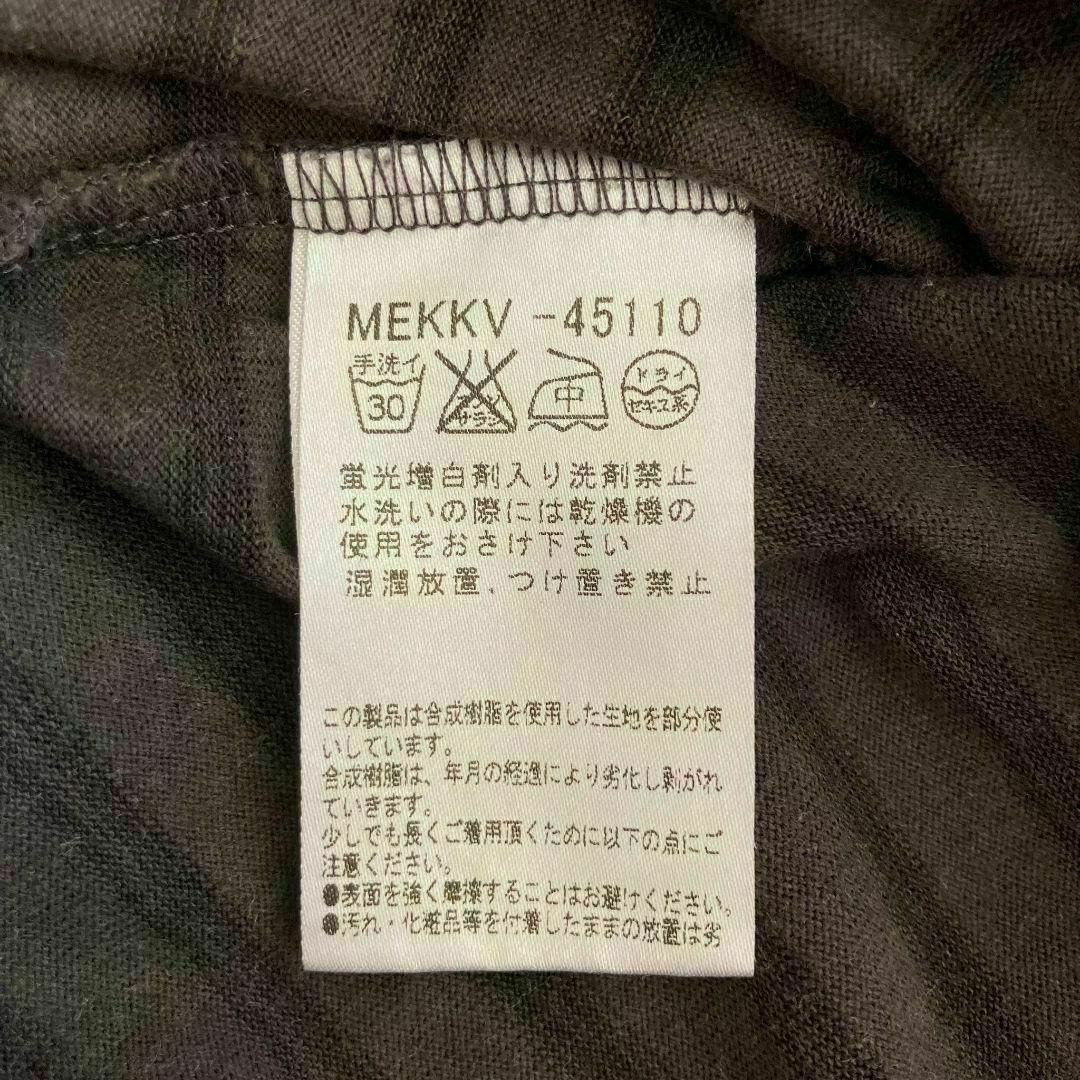 MEKKV -45110
手洗イ
30
エンソ
サラシ
中
ドライ
セキユ系
蛍光増白剤入り洗剤禁止
水洗いの際には乾燥機の
使用をおさけ下さい
湿潤放置、つけ置き禁止
この製品は合成樹脂を使用した生地を部分使
いしています。
合成樹脂は、年月の経過により劣化し剥がれ
ていきます。
少しでも長くご着用頂くために以下の点にご
注意ください。
●表面を強く摩擦することはお避けください。
●汚れ・化粧品等を付着したままの放置は劣